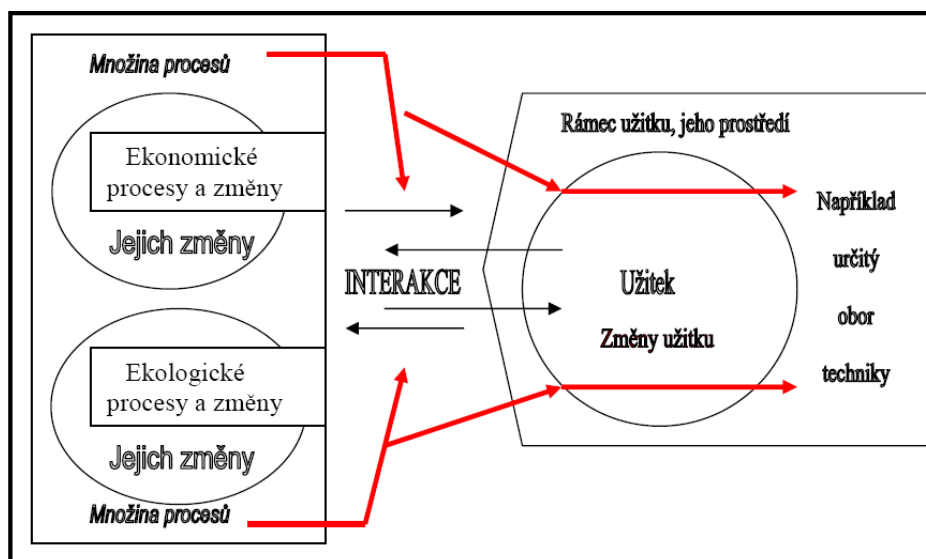 Množina procesů
Ekonomické
procesy a změny
Jejich změny
Ekologické
procesy a změny
Jejich změny
Množina procesů
INTERAKCE
Rámec užitku, jeho prostředí
Užitek
Změny užitku
Například
určitý
obor
techniky